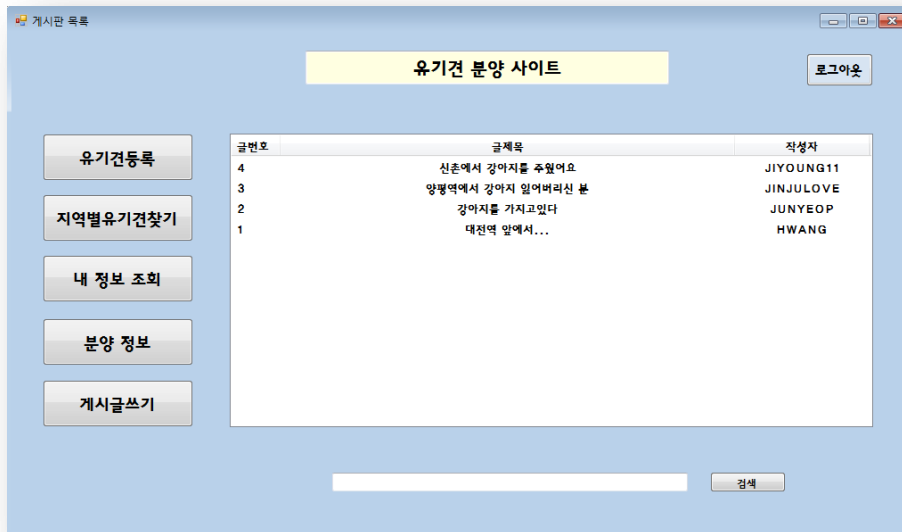 게시판 목록
유기견 분양 사이트
로그아웃
유기견등록
지역별유기견찾기
내 정보 조회
분양 정보
게시글쓰기
글번호 글제목 작성자
4 신촌에서 강아지를 주웠어요 JIYOUNG11
3 양평역에서 강아지 잃어버리신 분 JINJULOVE
2 강아지를 가지고있다 JUNYEOP
1 대전역 앞에서... HWANG
검색